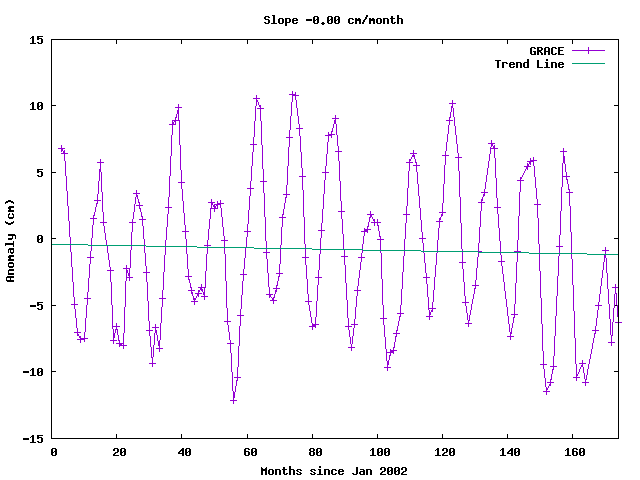 Slope -0.00 cm/month
GRACE
Trend Line
15
10
5
0
-5
-10
-15
Anomaly (cm)
0 20 40 60 80 100 120 140 160
Months since Jan 2002